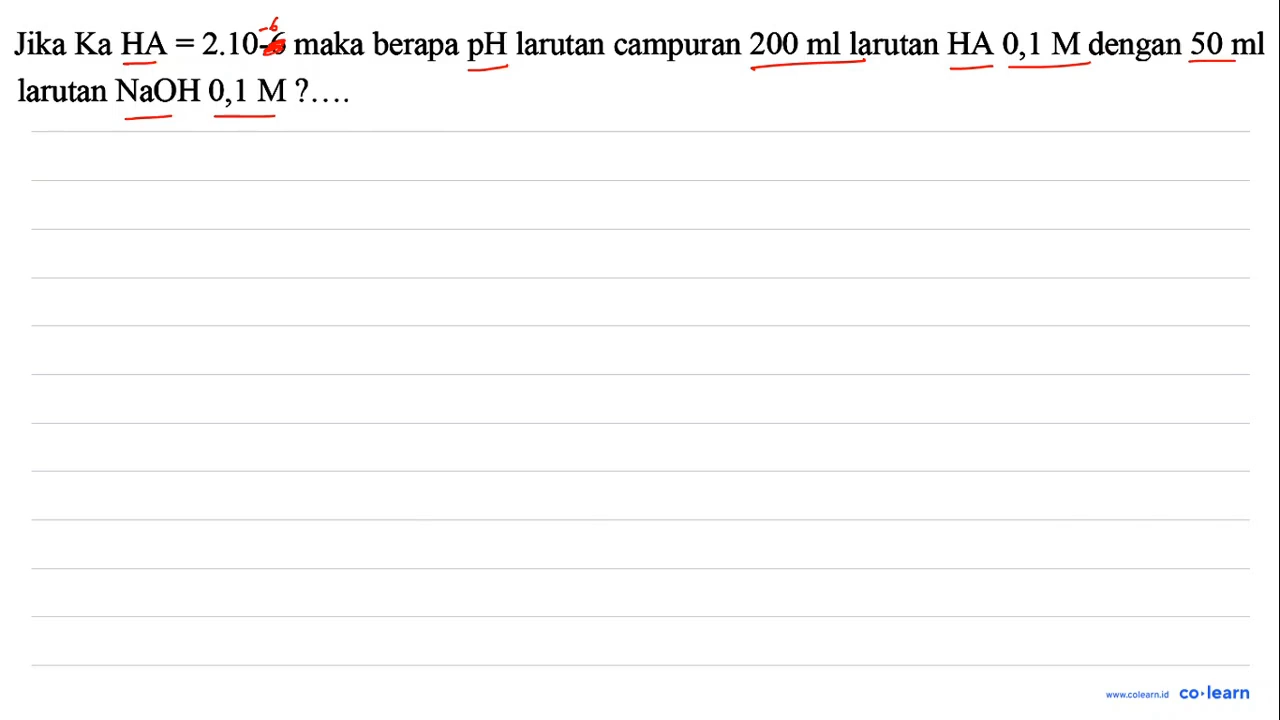 -6
Jika Ka HA = 2.10-6 maka berapa pH larutan campuran 200 ml larutan HA 0,1 M dengan 50 ml
larutan NaOH 0,1 M ?....
www.colearn.id co·learn